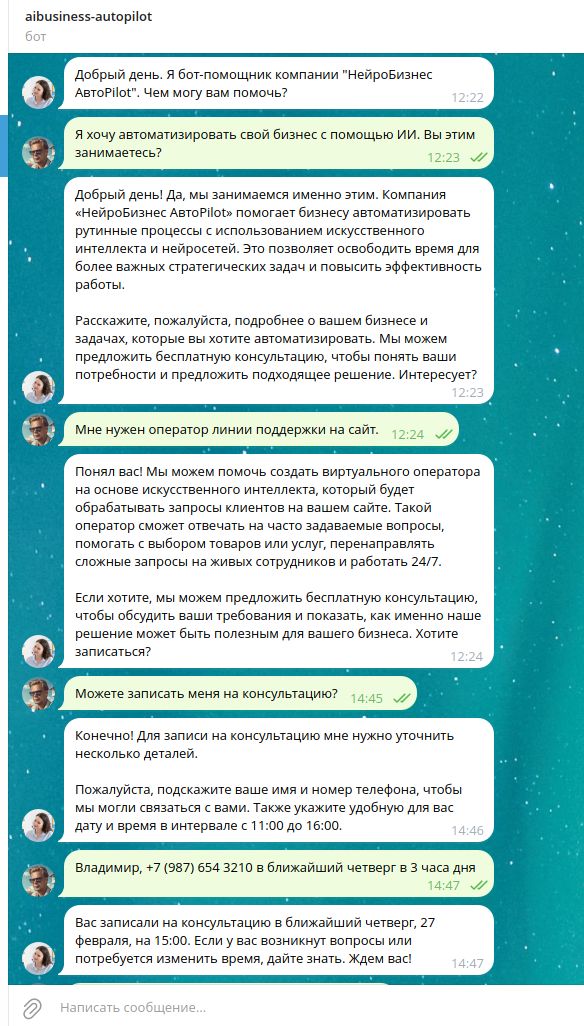 aibusiness-autopilot
бот
Добрый день. Я бот-помощник компании "НейроБизнес
АвтоPilot". Чем могу вам помочь?
12:22
Я хочу автоматизировать свой бизнес с помощью ИИ. Вы этим
занимаетесь?
12:23
Добрый день! Да, мы занимаемся именно этим. Компания
«НейроБизнес АвтоPilot» помогает бизнесу автоматизировать
рутинные процессы с использованием искусственного
интеллекта и нейросетей. Это позволяет освободить время для
более важных стратегических задач и повысить эффективность
работы.
Расскажите, пожалуйста, подробнее о вашем бизнесе и
задачах, которые вы хотите автоматизировать. Мы можем
предложить бесплатную консультацию, чтобы понять ваши
потребности и предложить подходящее решение. Интересует?
12:23
Мне нужен оператор линии поддержки на сайт.
12:24
Понял вас! Мы можем помочь создать виртуального оператора
на основе искусственного интеллекта, который будет
обрабатывать запросы клиентов на вашем сайте. Такой
оператор сможет отвечать на часто задаваемые вопросы,
помогать с выбором товаров или услуг, перенаправлять
сложные запросы на живых сотрудников и работать 24/7.
Если хотите, мы можем предложить бесплатную консультацию,
чтобы обсудить ваши требования и показать, как именно наше
решение может быть полезным для вашего бизнеса. Хотите
записаться?
12:24
Можете записать меня на консультацию?
14:45
Конечно! Для записи на консультацию мне нужно уточнить
несколько деталей.
Пожалуйста, подскажите ваше имя и номер телефона, чтобы
мы могли связаться с вами. Также укажите удобную для вас
дату и время в интервале с 11:00 до 16:00.
14:46
Владимир, +7 (987) 654 3210 в ближайший четверг в 3 часа дня
14:47
Вас записали на консультацию в ближайший четверг, 27
февраля, на 15:00. Если у вас возникнут вопросы или
потребуется изменить время, дайте знать. Ждем вас!
14:47
Написать сообщение...